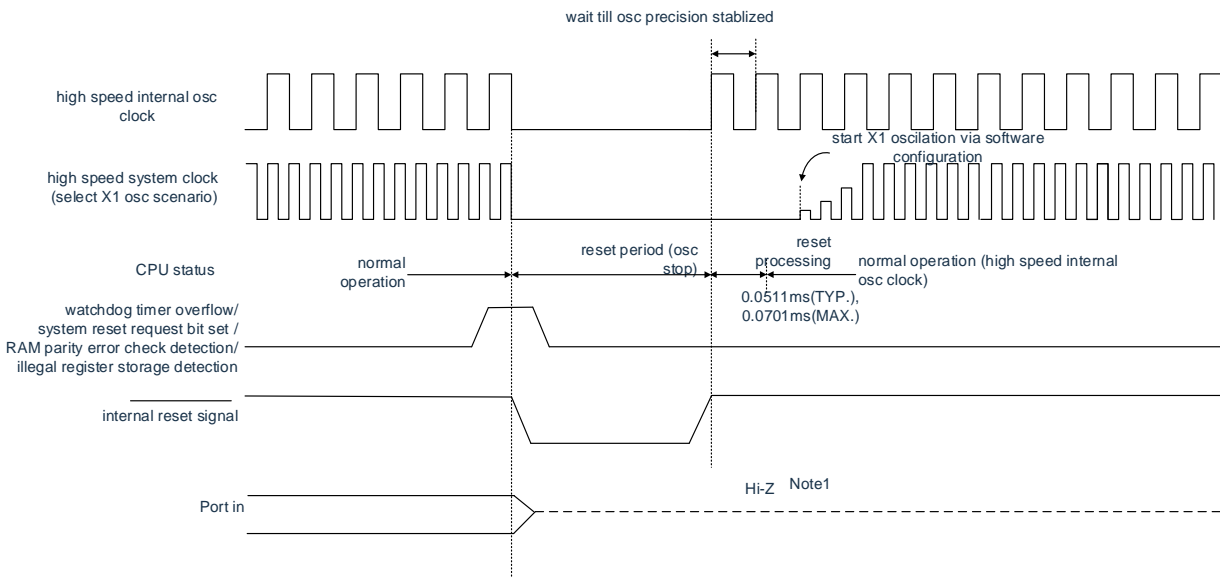 wait till osc precision stablized
high speed internal osc
clock
start X1 oscilation via software
configuration
high speed system clock
(select X1 osc scenario)
CPU status
normal
operation
reset period (osc
stop)
reset
processing
normal operation (high speed internal
osc clock)
0.0511ms(TYP.),
0.0701ms(MAX.)
watchdog timer overflow/
system reset request bit set /
RAM parity error check detection/
illegal register storage detection
internal reset signal
Port in
Hi-Z Note1